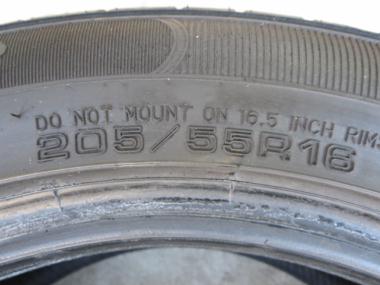 DO NOT MOUNT ON 16.5 INCH RIMS
205/55R16